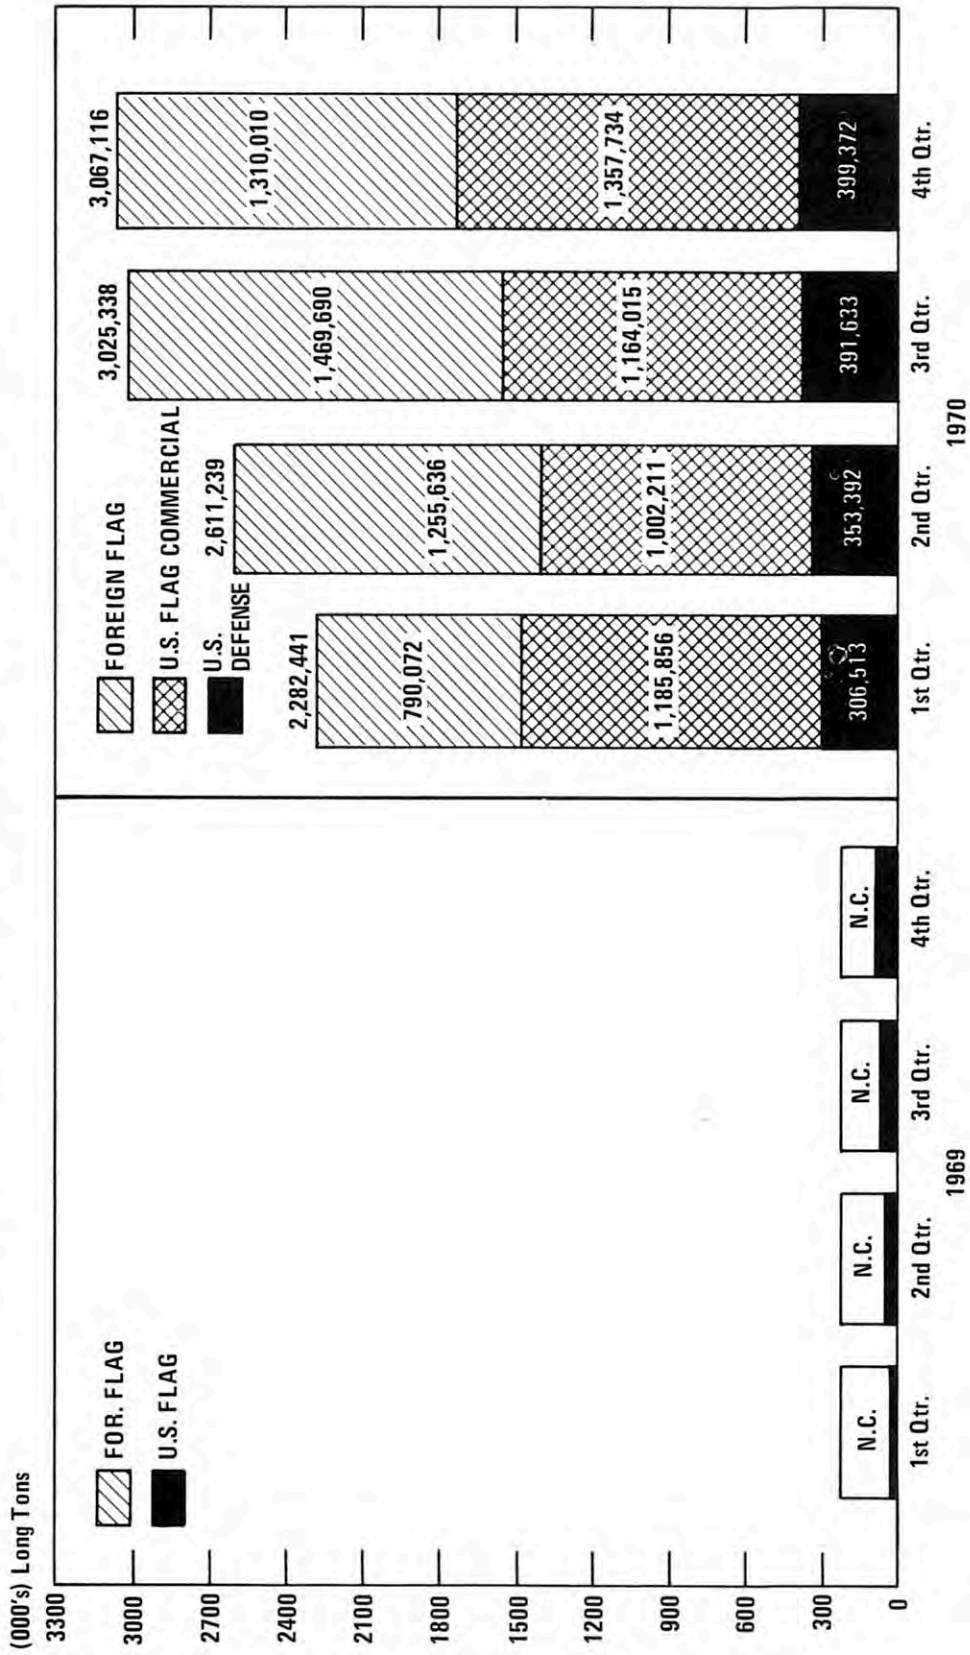 (000's) Long Tons
3300
3000
2700
2400
2100
1800
1500
1200
900
600
300
0
FOR. FLAG
U.S. FLAG
N.C.
N.C.
N.C.
N.C.
1st Qtr.
2nd Qtr.
3rd Qtr.
4th Qtr.
1969
FOREIGN FLAG
U.S. FLAG COMMERCIAL
U.S.
DEFENSE
2,282,441
790,072
1,185,856
306,513
2,611,239
1,255,636
1,002,211
353,392
3,025,338
1,469,690
1,164,015
391,633
3,067,116
1,310,010
1,357,734
399,372
1st Qtr.
2nd Qtr.
3rd Qtr.
4th Qtr.
1970